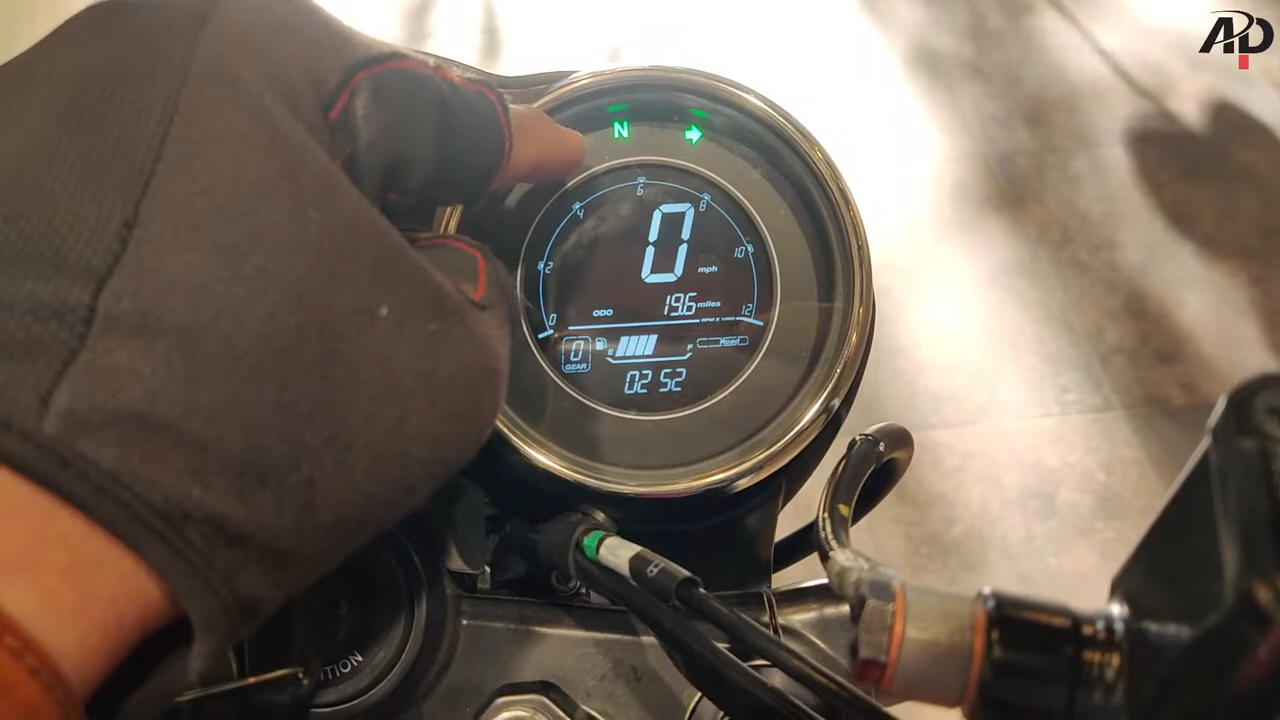 AD
N
6
4
8
0
2
10
mph
ODO
19.6 miles
0
RPM X 1000
12
0
GEAR
E
F
Road
02 52
ITION